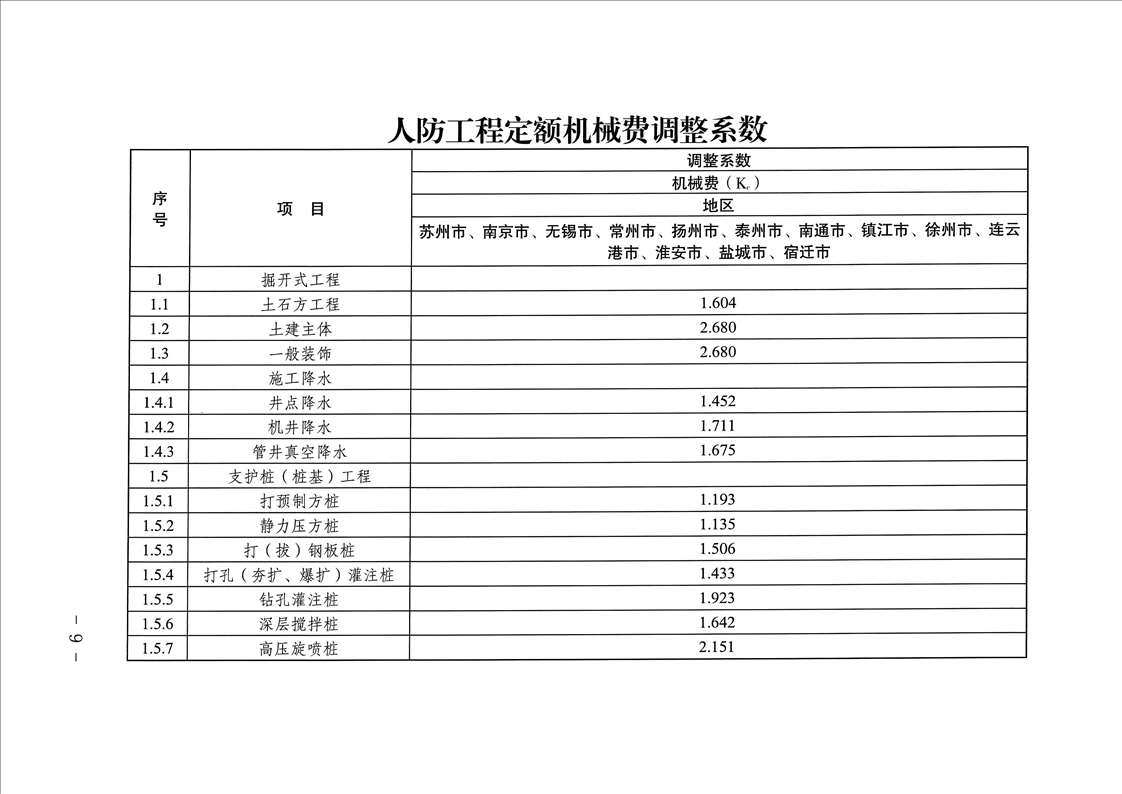 人防工程定额机械费调整系数
序号
项 目
调整系数
机械费（Kc）
地区
苏州市、南京市、无锡市、常州市、扬州市、泰州市、南通市、镇江市、徐州市、连云
港市、淮安市、盐城市、宿迁市
1 掘开式工程
1.1 土石方工程 1.604
1.2 土建主体 2.680
1.3 一般装饰 2.680
1.4 施工降水
1.4.1 井点降水 1.452
1.4.2 机井降水 1.711
1.4.3 管井真空降水 1.675
1.5 支护桩（桩基）工程
1.5.1 打预制方桩 1.193
1.5.2 静力压方桩 1.135
1.5.3 打（拔）钢板桩 1.506
1.5.4 打孔（夯扩、爆扩）灌注桩 1.433
1.5.5 钻孔灌注桩 1.923
1.5.6 深层搅拌桩 1.642
1.5.7 高压旋喷桩 2.151
- 9 -